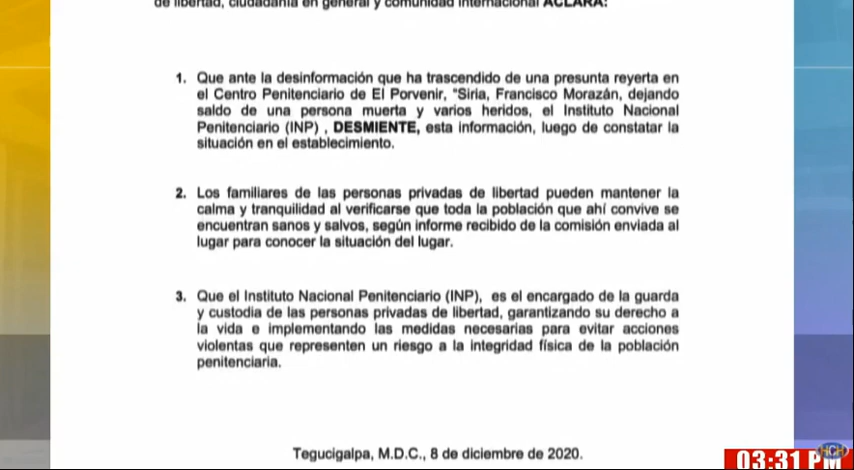 de libertad, ciudadanía en general y comunidad internacional ACLARA:
1. Que ante la desinformación que ha trascendido de una presunta reyerta en
el Centro Penitenciario de El Porvenir, "Siria, Francisco Morazán, dejando
saldo de una persona muerta y varios heridos, el Instituto Nacional
Penitenciario (INP) , DESMIENTE, esta información, luego de constatar la
situación en el establecimiento.
2. Los familiares de las personas privadas de libertad pueden mantener la
calma y tranquilidad al verificarse que toda la población que ahí convive se
encuentran sanos y salvos, según informe recibido de la comisión enviada al
lugar para conocer la situación del lugar.
3. Que el Instituto Nacional Penitenciario (INP), es el encargado de la guarda
y custodia de las personas privadas de libertad, garantizando su derecho a
la vida e implementando las medidas necesarias para evitar acciones
violentas que representen un riesgo a la integridad física de la población
penitenciaria.
Tegucigalpa, M.D.C., 8 de diciembre de 2020.
HCH
03:31 PM